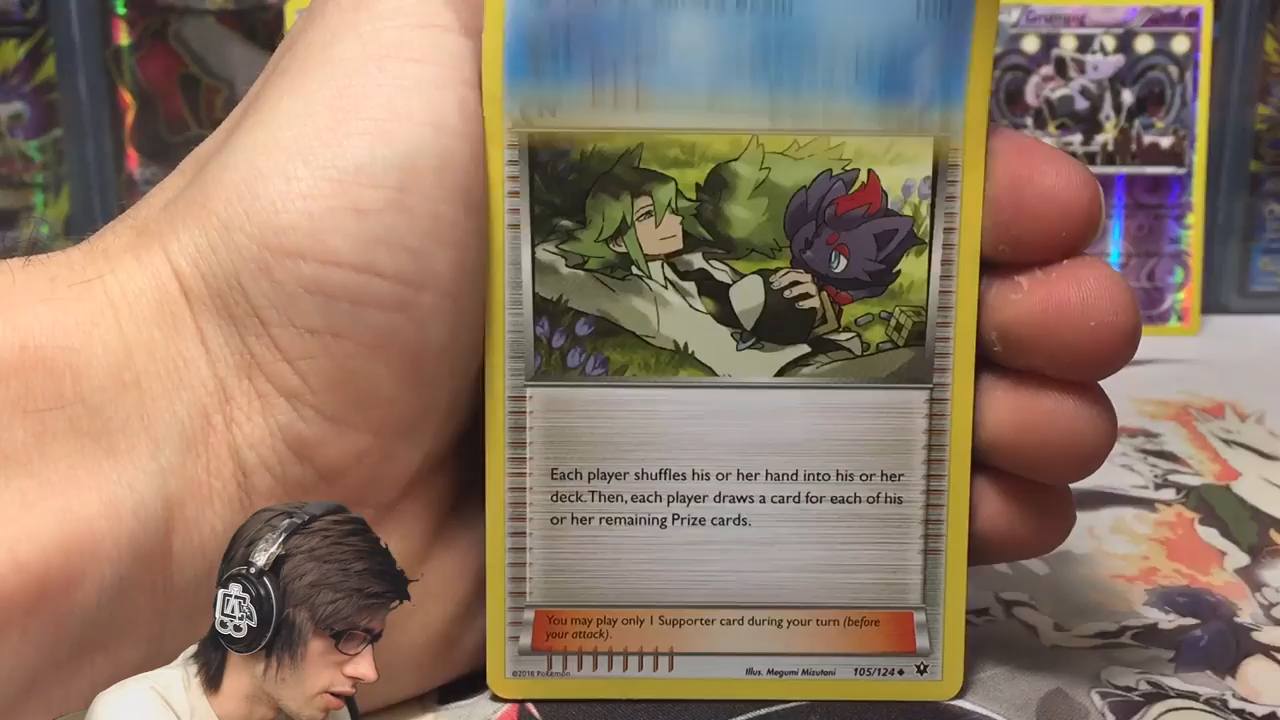 Each player shuffles his or her hand into his or her
deck. Then, each player draws a card for each of his
or her remaining Prize cards.
You may play only 1 Supporter card during your turn (before
your attack).
©2016 Pokémon
Illus. Megumi Mizutani
105/124